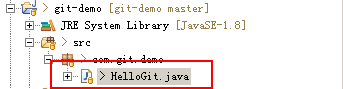 > git-demo [git-demo master]
JRE System Library [JavaSE-1.8]
> src
> com.git.demo
> HelloGit.java